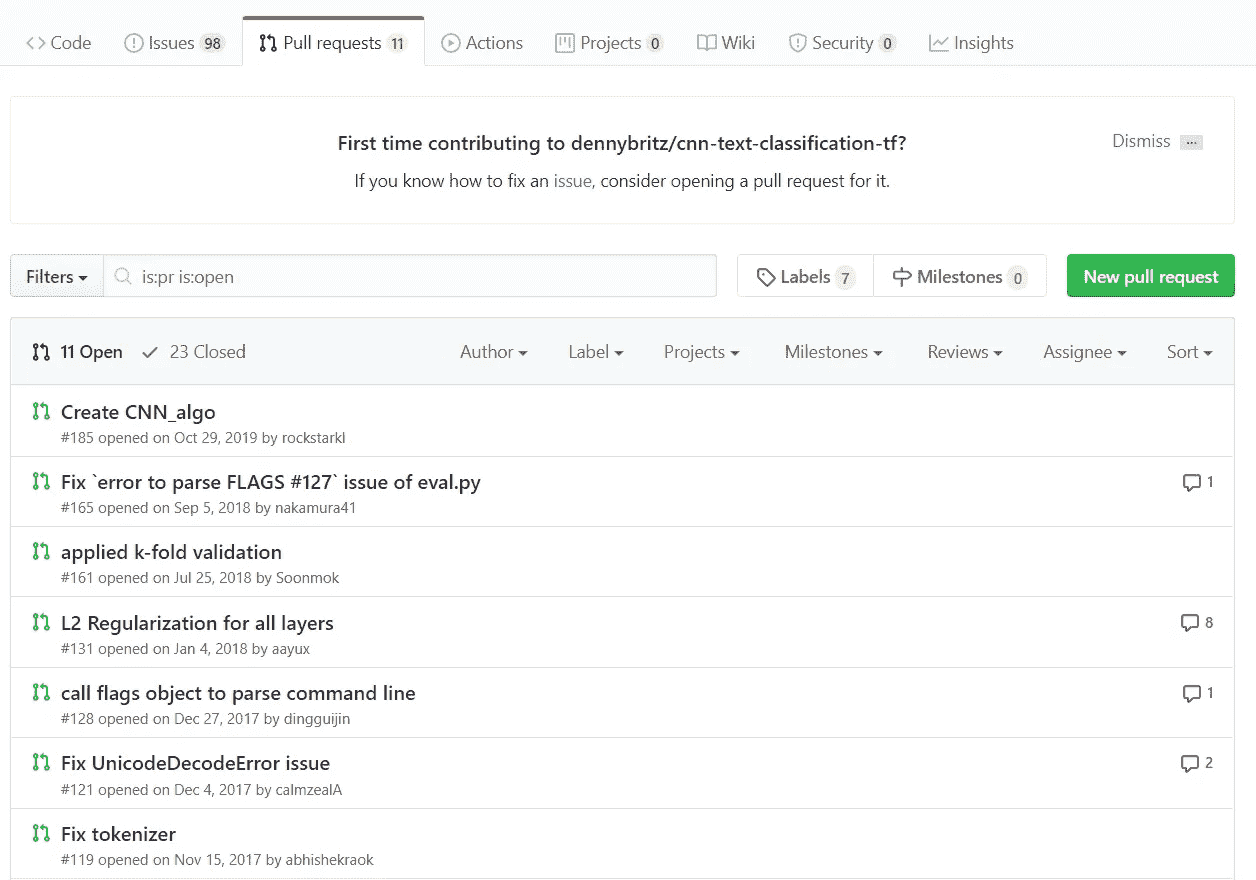 Code Issues 98 Pull requests 11 Actions Projects 0 Wiki Security 0 Insights
First time contributing to dennybritz/cnn-text-classification-tf?
Dismiss ...
If you know how to fix an issue, consider opening a pull request for it.
Filters is:pr is:open Labels 7 Milestones 0 New pull request
11 Open 23 Closed Author Label Projects Milestones Reviews Assignee Sort
Create CNN_algo
#185 opened on Oct 29, 2019 by rockstarkl
Fix `error to parse FLAGS #127` issue of eval.py 1
#165 opened on Sep 5, 2018 by nakamura41
applied k-fold validation
#161 opened on Jul 25, 2018 by Soonmok
L2 Regularization for all layers 8
#131 opened on Jan 4, 2018 by aayux
call flags object to parse command line 1
#128 opened on Dec 27, 2017 by dingguijin
Fix UnicodeDecodeError issue 2
#121 opened on Dec 4, 2017 by calmzealA
Fix tokenizer
#119 opened on Nov 15, 2017 by abhishekraok